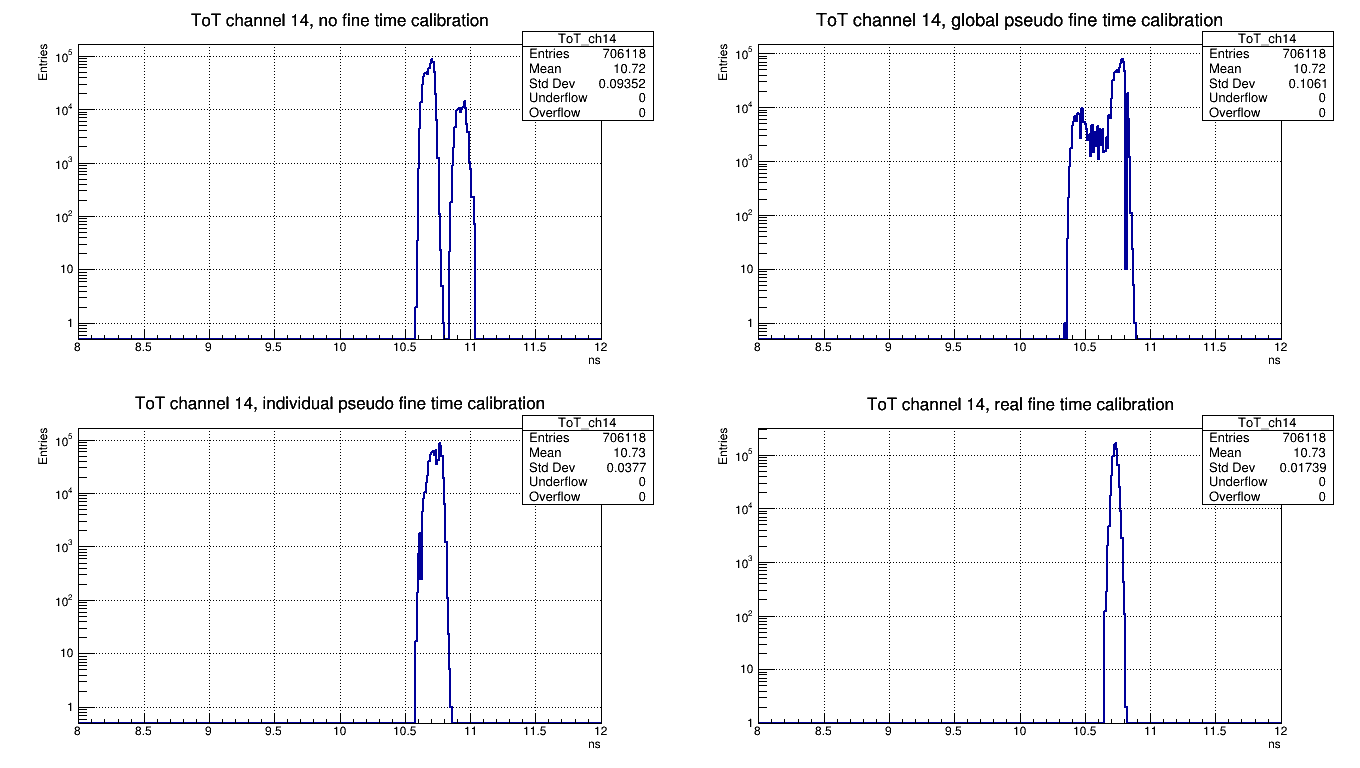 ToT channel 14, no fine time calibration
Entries
ToT_ch14
Entries 706118
Mean 10.72
Std Dev 0.09352
Underflow 0
Overflow 0
10^5
10^4
10^3
10^2
10
1
8 8.5 9 9.5 10 10.5 11 11.5 12
ns
ToT channel 14, global pseudo fine time calibration
Entries
ToT_ch14
Entries 706118
Mean 10.72
Std Dev 0.1061
Underflow 0
Overflow 0
10^5
10^4
10^3
10^2
10
1
8 8.5 9 9.5 10 10.5 11 11.5 12
ns
ToT channel 14, individual pseudo fine time calibration
Entries
ToT_ch14
Entries 706118
Mean 10.73
Std Dev 0.0377
Underflow 0
Overflow 0
10^5
10^4
10^3
10^2
10
1
8 8.5 9 9.5 10 10.5 11 11.5 12
ns
ToT channel 14, real fine time calibration
Entries
ToT_ch14
Entries 706118
Mean 10.73
Std Dev 0.01739
Underflow 0
Overflow 0
10^5
10^4
10^3
10^2
10
1
8 8.5 9 9.5 10 10.5 11 11.5 12
ns